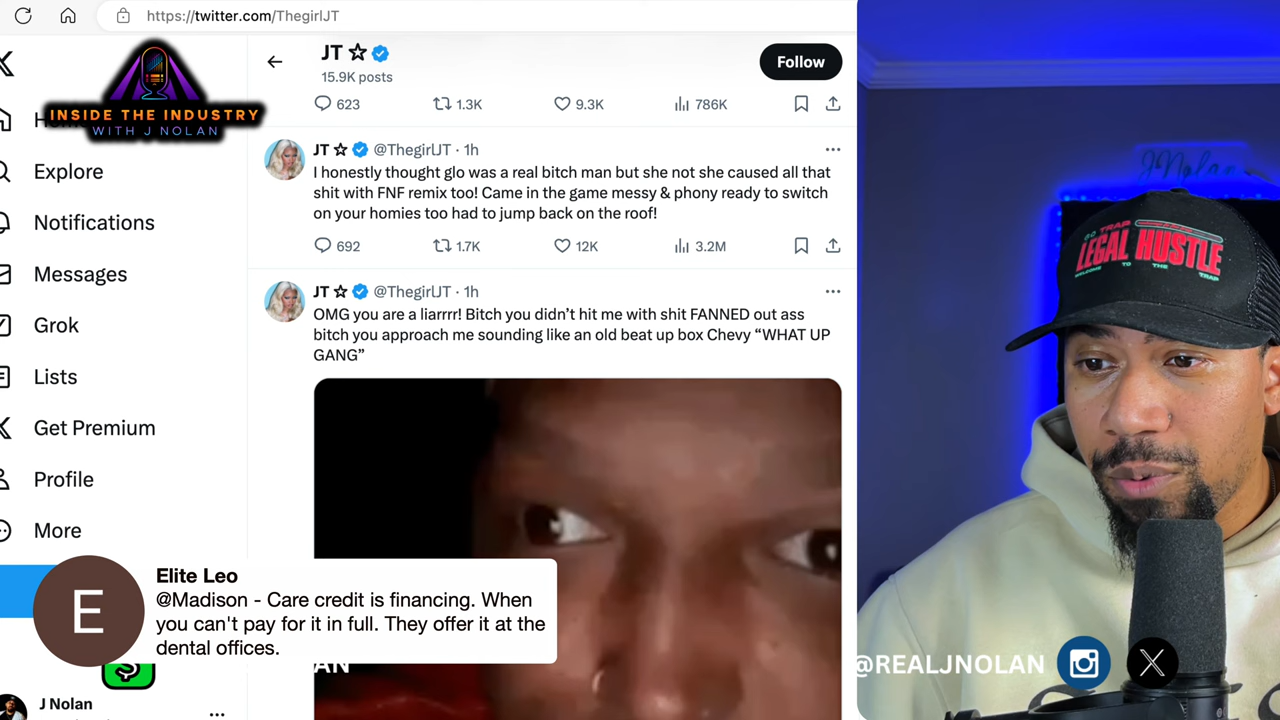 https://twitter.com/ThegirlJT
JT ☆
15.9K posts
Follow
INSIDE THE INDUSTRY
WITH J NOLAN
623 1.3K 9.3K 786K
JT ☆ @ThegirlJT · 1h
I honestly thought glo was a real bitch man but she not she caused all that
shit with FNF remix too! Came in the game messy & phony ready to switch
on your homies too had to jump back on the roof!
692 1.7K 12K 3.2M
JT ☆ @ThegirlJT · 1h
OMG you are a liarrrr! Bitch you didn’t hit me with shit FANNED out ass
bitch you approach me sounding like an old beat up box Chevy “WHAT UP
GANG”
Explore
Notifications
Messages
Grok
Lists
Get Premium
Profile
More
E
Elite Leo
@Madison - Care credit is financing. When
you can't pay for it in full. They offer it at the
dental offices.
J Nolan
JNolan
TRAP
LEGAL HUSTLE
WELCOME TO THE TRAP
@REALJNOLAN